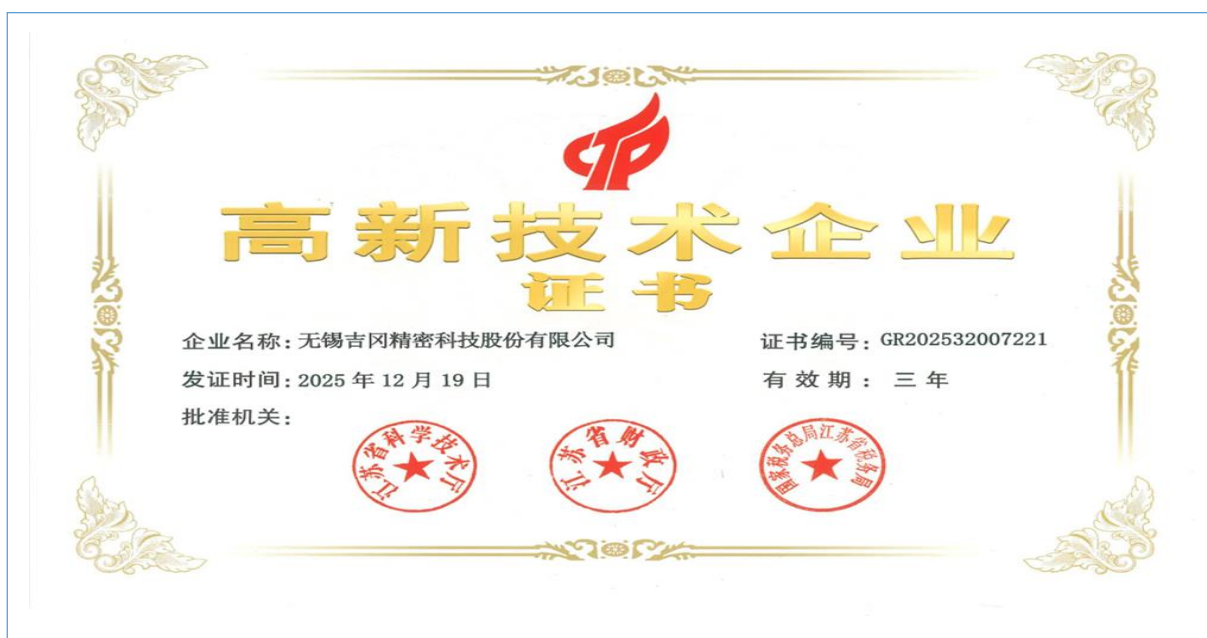 高新技术企业
证书
企业名称：无锡吉冈精密科技股份有限公司
证书编号：GR202532007221
发证时间：2025 年 12 月 19 日
有效期：三年
批准机关：
江苏省科学技术厅
江苏省财政厅
国家税务总局江苏省税务局